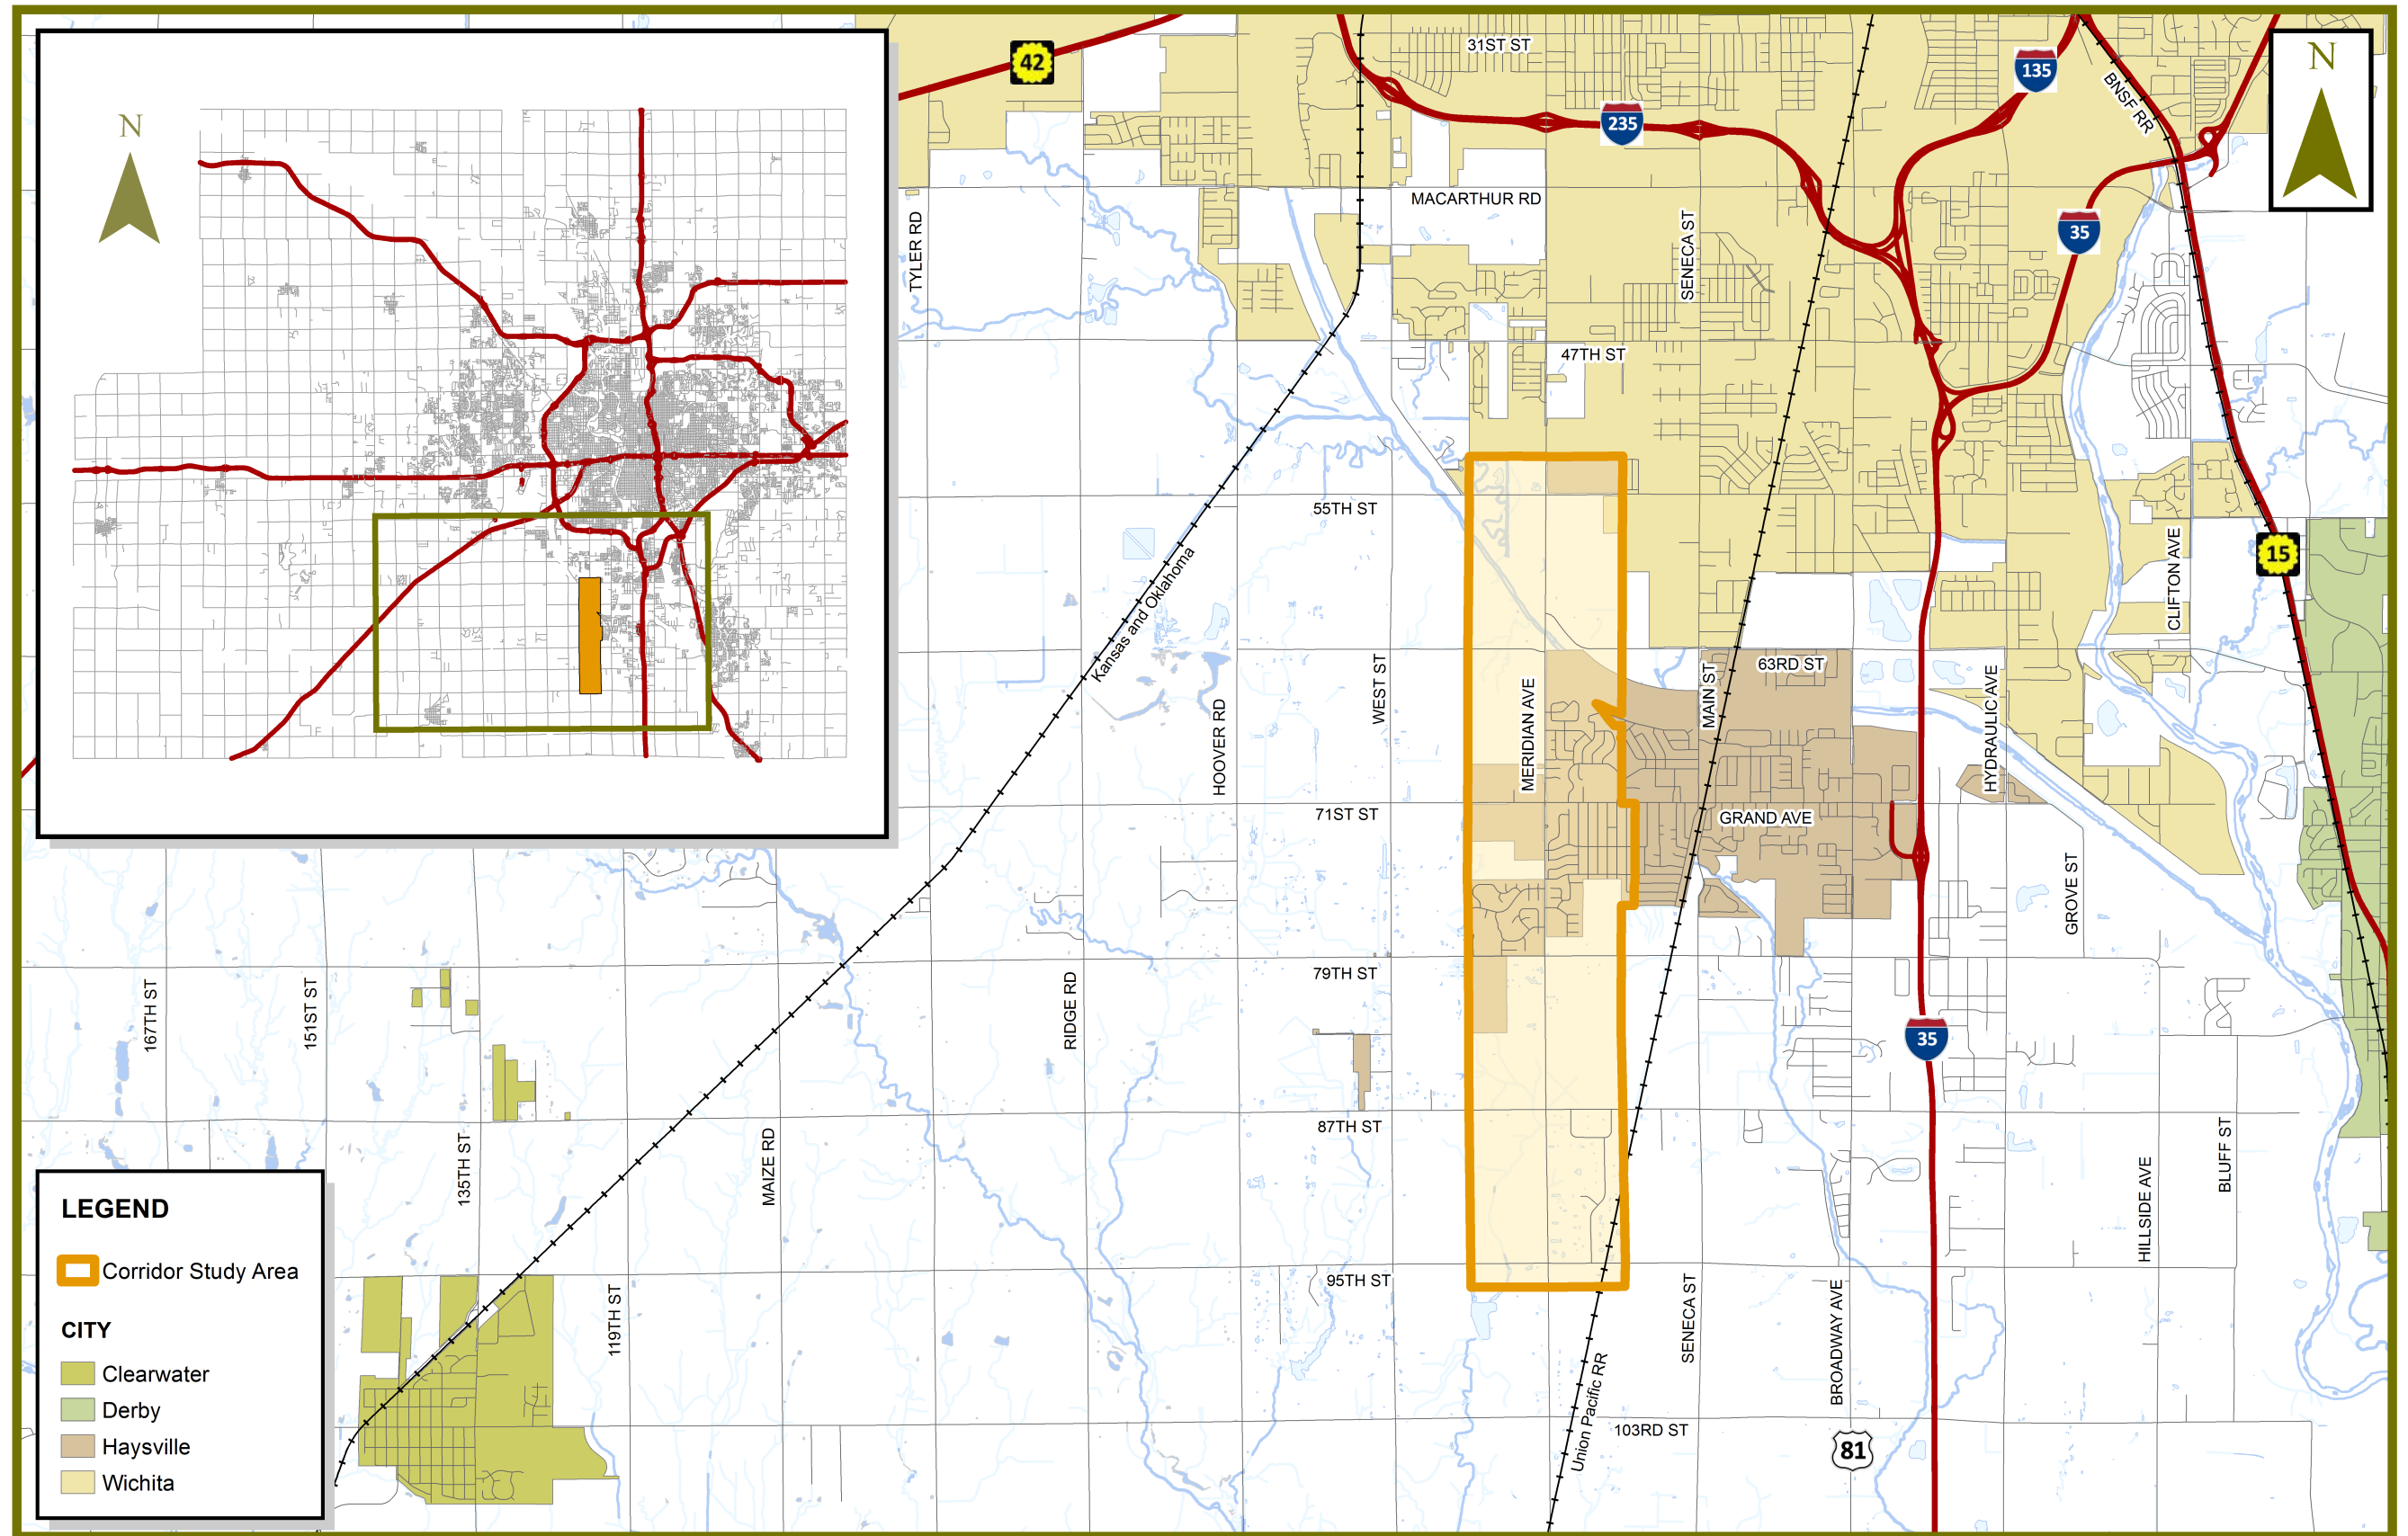 31ST ST
42
135
N
BNSF RR
235
N
MACARTHUR RD
TYLER RD
SENECA ST
35
47TH ST
55TH ST
CLIFTON AVE
15
Kansas and Oklahoma
63RD ST
WEST ST
MAIN ST
MERIDIAN AVE
HYDRAULIC AVE
HOOVER RD
71ST ST
GRAND AVE
GROVE ST
79TH ST
167TH ST
151ST ST
RIDGE RD
35
87TH ST
135TH ST
MAIZE RD
BLUFF ST
HILLSIDE AVE
LEGEND
Corridor Study Area
CITY
Clearwater
Derby
Haysville
Wichita
95TH ST
119TH ST
SENECA ST
BROADWAY AVE
Union Pacific RR
103RD ST
81